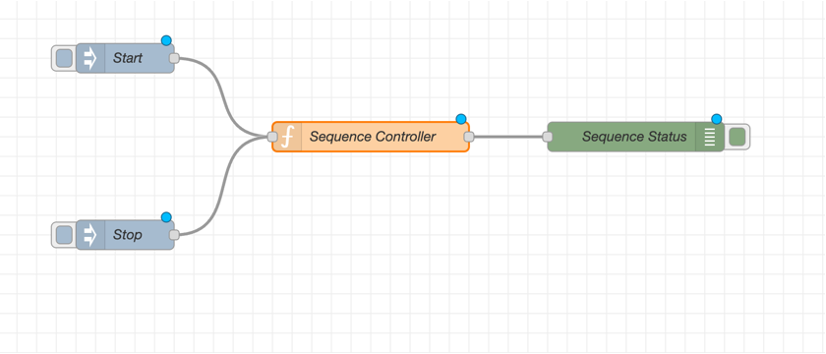 Start
Sequence Controller
Sequence Status
Stop